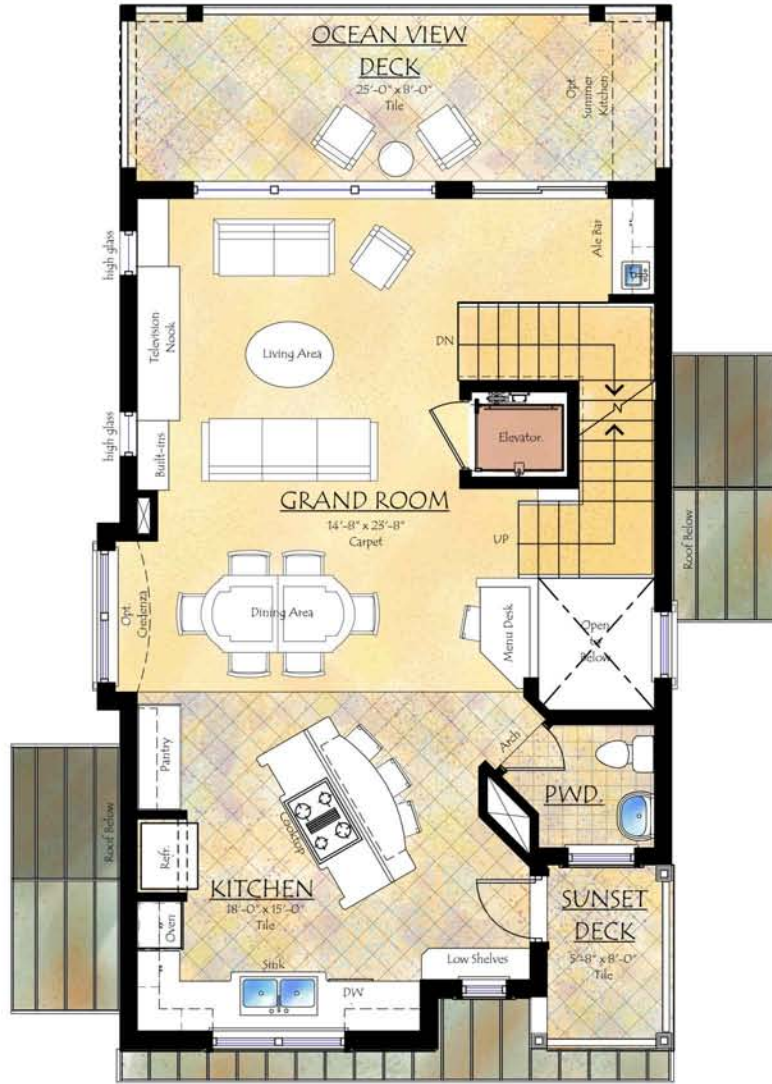 OCEAN VIEW
DECK
25'-0" x 8'-0"
Tile
Opt.
Summer
Kitchen
high glass
Ale Bar
Television
Nook
Living Area
DN
high glass
Built-ins
Elevator.
GRAND ROOM
14'-8" x 23'-8"
Carpet
UP
Roof Below
Opt.
Credenza
Dining Area
Menu Desk
Open
to
Below
Pantry
Arch
Roof Below
PWD.
Cooktop
Refr.
KITCHEN
18'-0" x 15'-0"
Tile
SUNSET
DECK
5'-8" x 8'-0"
Tile
Oven
Sink
Low Shelves
DW